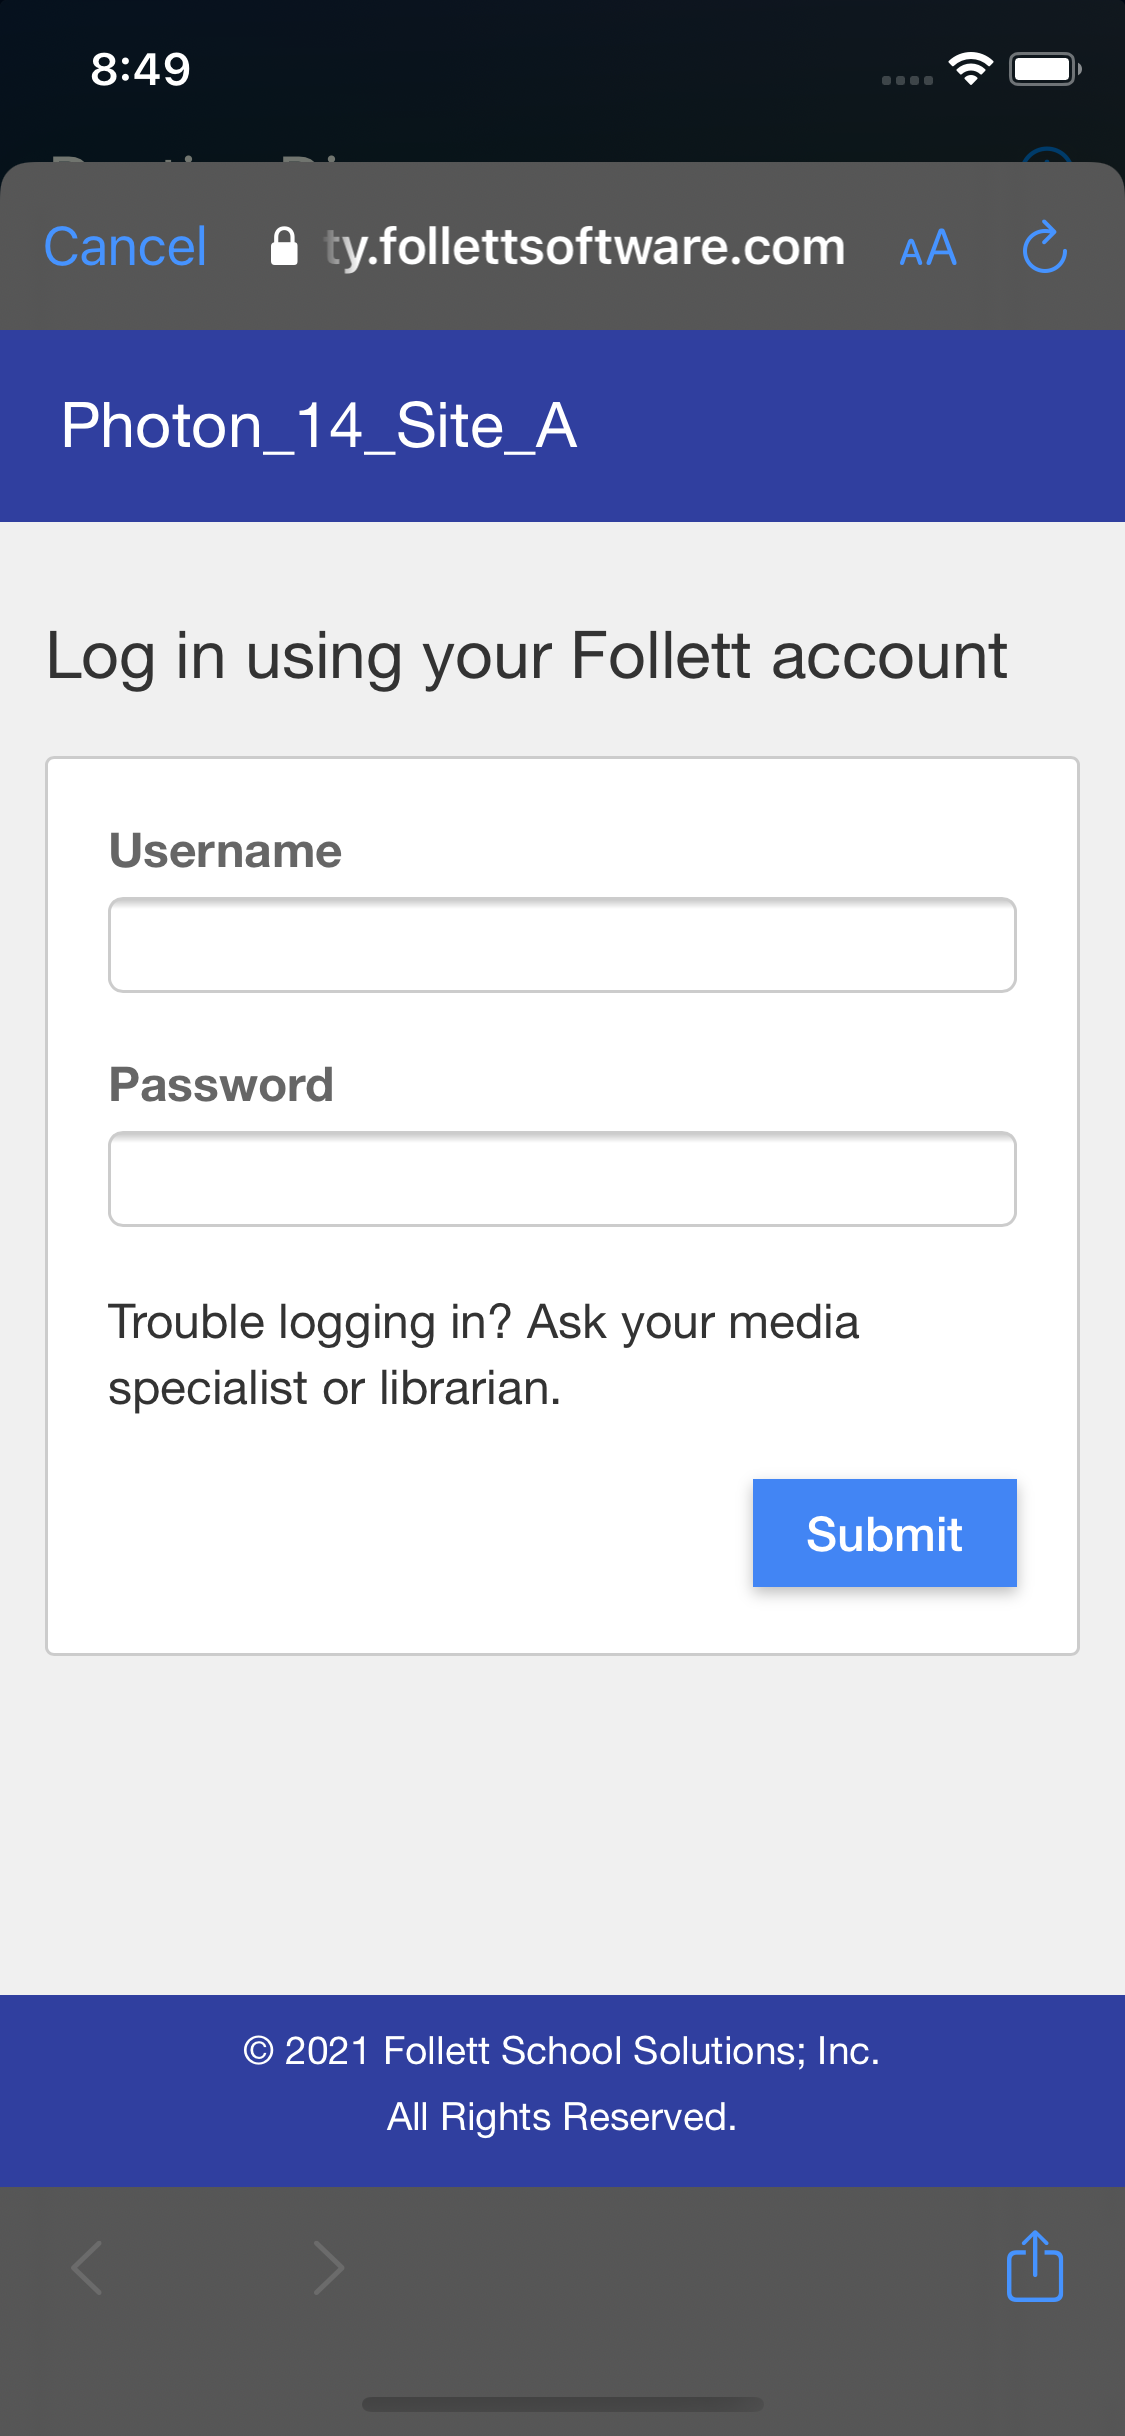 8:49
Cancel ty.follettsoftware.com AA
Photon_14_Site_A
Log in using your Follett account
Username
Password
Trouble logging in? Ask your media
specialist or librarian.
Submit
© 2021 Follett School Solutions; Inc.
All Rights Reserved.